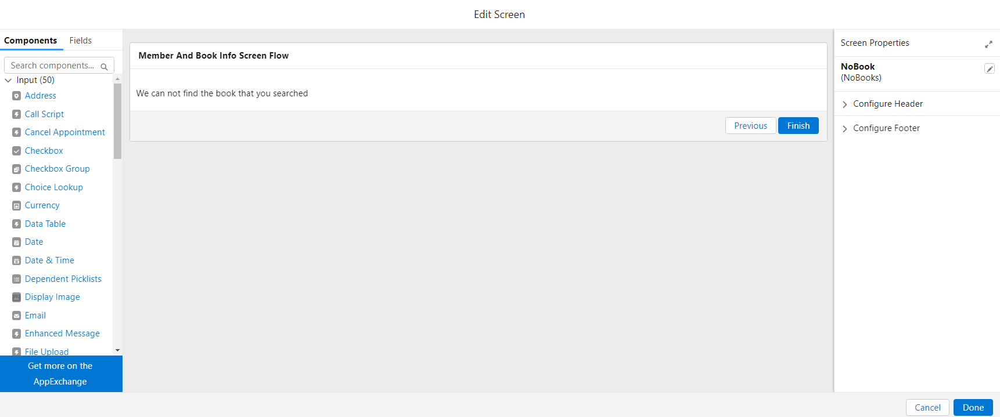 Edit Screen
Components Fields
Search components...
Input (50)
Address
Call Script
Cancel Appointment
Checkbox
Checkbox Group
Choice Lookup
Currency
Data Table
Date
Date & Time
Dependent Picklists
Display Image
Email
Enhanced Message
File Upload
Get more on the
AppExchange
Member And Book Info Screen Flow
We can not find the book that you searched
Previous Finish
Screen Properties
NoBook
(NoBooks)
Configure Header
Configure Footer
Cancel Done